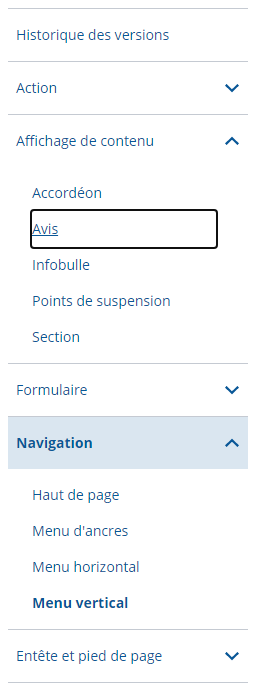 Historique des versions
Action
Affichage de contenu
Accordéon
Avis
Infobulle
Points de suspension
Section
Formulaire
Navigation
Haut de page
Menu d'ancres
Menu horizontal
Menu vertical
Entête et pied de page